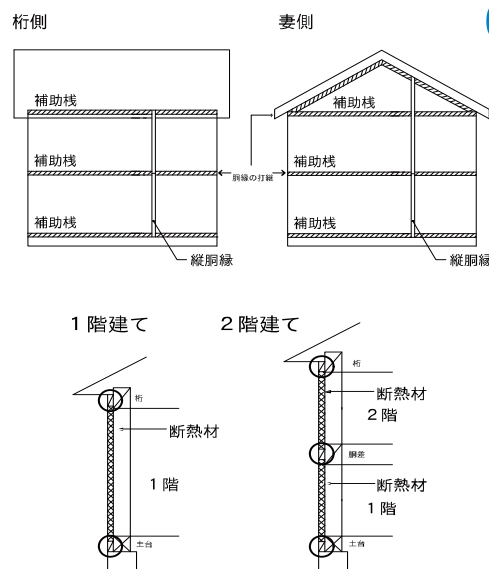 桁側
妻側
補助桟
補助桟
補助桟
補助桟
補助桟
補助桟
胴縁の打継
縦胴縁
縦胴縁
1階建て
2階建て
桁
断熱材
1階
土台
桁
断熱材
2階
胴差
断熱材
1階
土台